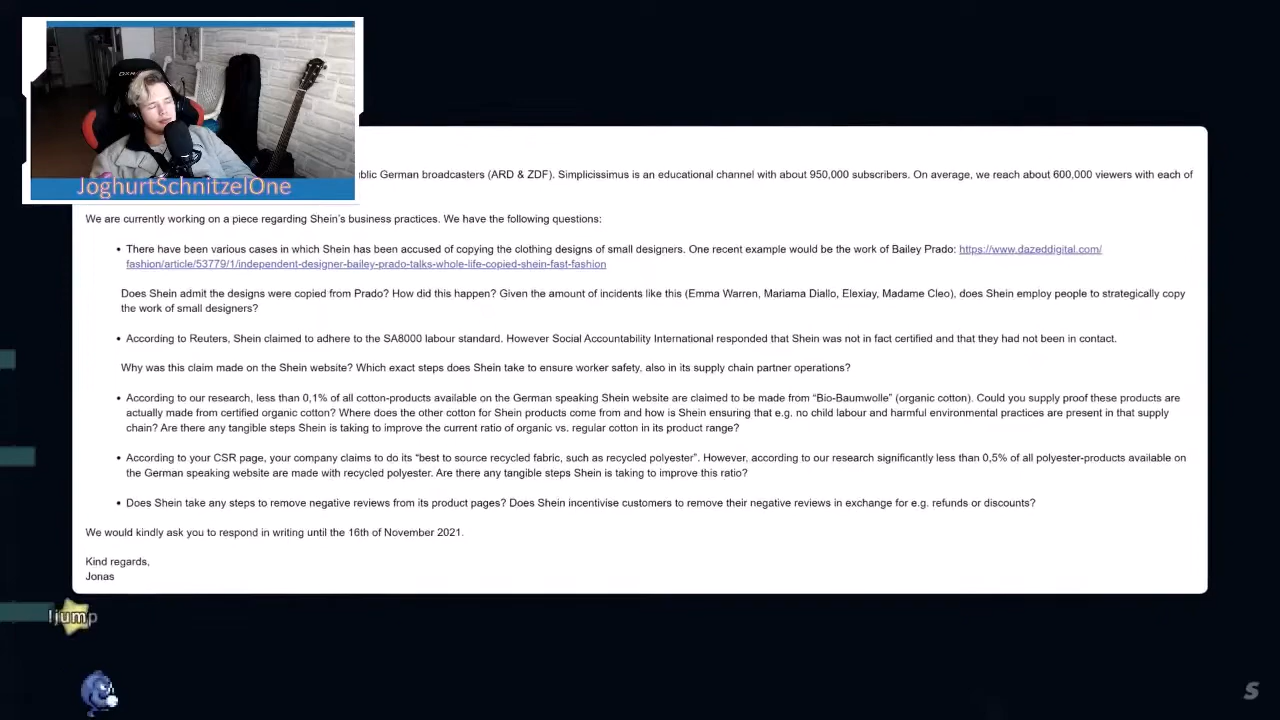 JoghurtSchnitzelOne
public German broadcasters (ARD & ZDF). Simplicissimus is an educational channel with about 950,000 subscribers. On average, we reach about 600,000 viewers with each of
We are currently working on a piece regarding Shein's business practices. We have the following questions:
• There have been various cases in which Shein has been accused of copying the clothing designs of small designers. One recent example would be the work of Bailey Prado: https://www.dazeddigital.com/
fashion/article/53779/1/independent-designer-bailey-prado-talks-whole-life-copied-shein-fast-fashion
Does Shein admit the designs were copied from Prado? How did this happen? Given the amount of incidents like this (Emma Warren, Mariama Diallo, Elexiay, Madame Cleo), does Shein employ people to strategically copy
the work of small designers?
• According to Reuters, Shein claimed to adhere to the SA8000 labour standard. However Social Accountability International responded that Shein was not in fact certified and that they had not been in contact.
Why was this claim made on the Shein website? Which exact steps does Shein take to ensure worker safety, also in its supply chain partner operations?
• According to our research, less than 0,1% of all cotton-products available on the German speaking Shein website are claimed to be made from “Bio-Baumwolle” (organic cotton). Could you supply proof these products are
actually made from certified organic cotton? Where does the other cotton for Shein products come from and how is Shein ensuring that e.g. no child labour and harmful environmental practices are present in that supply
chain? Are there any tangible steps Shein is taking to improve the current ratio of organic vs. regular cotton in its product range?
• According to your CSR page, your company claims to do its “best to source recycled fabric, such as recycled polyester”. However, according to our research significantly less than 0,5% of all polyester-products available on
the German speaking website are made with recycled polyester. Are there any tangible steps Shein is taking to improve this ratio?
• Does Shein take any steps to remove negative reviews from its product pages? Does Shein incentivise customers to remove their negative reviews in exchange for e.g. refunds or discounts?
We would kindly ask you to respond in writing until the 16th of November 2021.
Kind regards,
Jonas
!jump
S